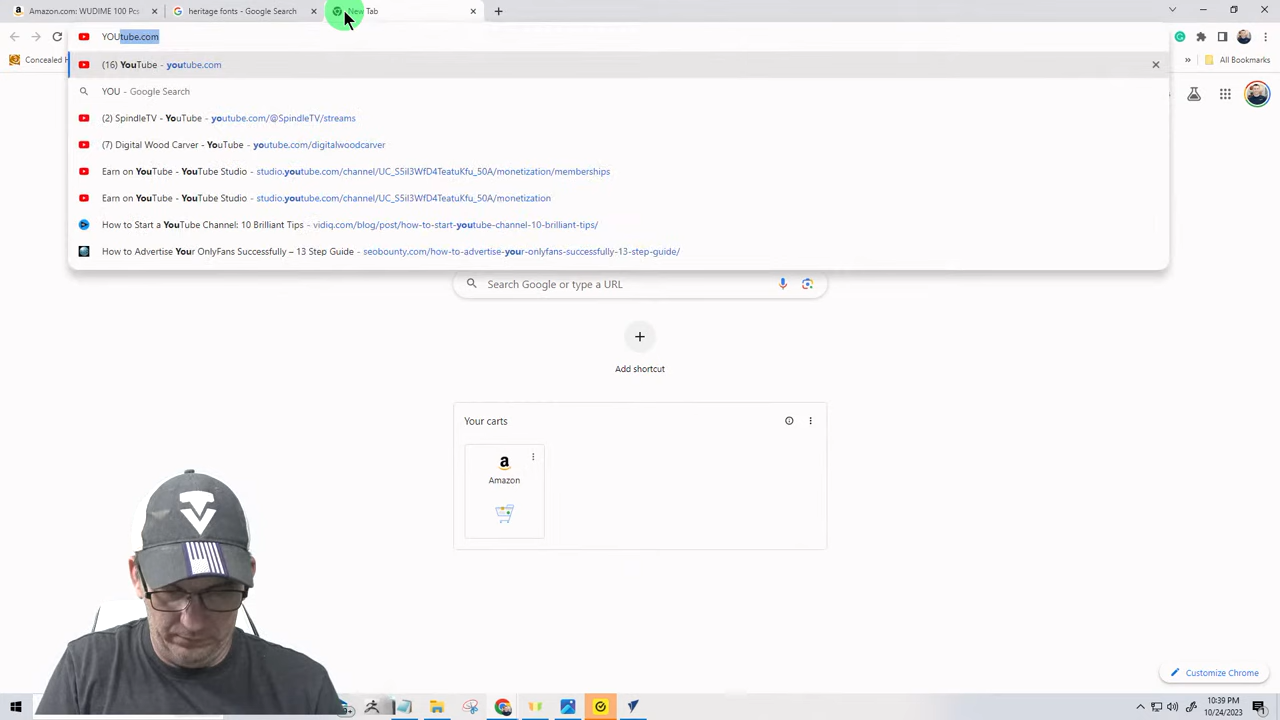 Amazon.com: WUDIME 100 Pcs
heritage fonts - Google Search
New Tab
YOUtube.com
Concealed H
All Bookmarks
(16) YouTube - youtube.com
YOU - Google Search
(2) SpindleTV - YouTube - youtube.com/@SpindleTV/streams
(7) Digital Wood Carver - YouTube - youtube.com/digitalwoodcarver
Earn on YouTube - YouTube Studio - studio.youtube.com/channel/UC_S5iI3WfD4TeatuKfu_50A/monetization/memberships
Earn on YouTube - YouTube Studio - studio.youtube.com/channel/UC_S5iI3WfD4TeatuKfu_50A/monetization
How to Start a YouTube Channel: 10 Brilliant Tips - vidiq.com/blog/post/how-to-start-youtube-channel-10-brilliant-tips/
How to Advertise Your OnlyFans Successfully – 13 Step Guide - seobounty.com/how-to-advertise-your-onlyfans-successfully-13-step-guide/
Search Google or type a URL
Add shortcut
Your carts
Amazon
Customize Chrome
10:39 PM
10/24/2023